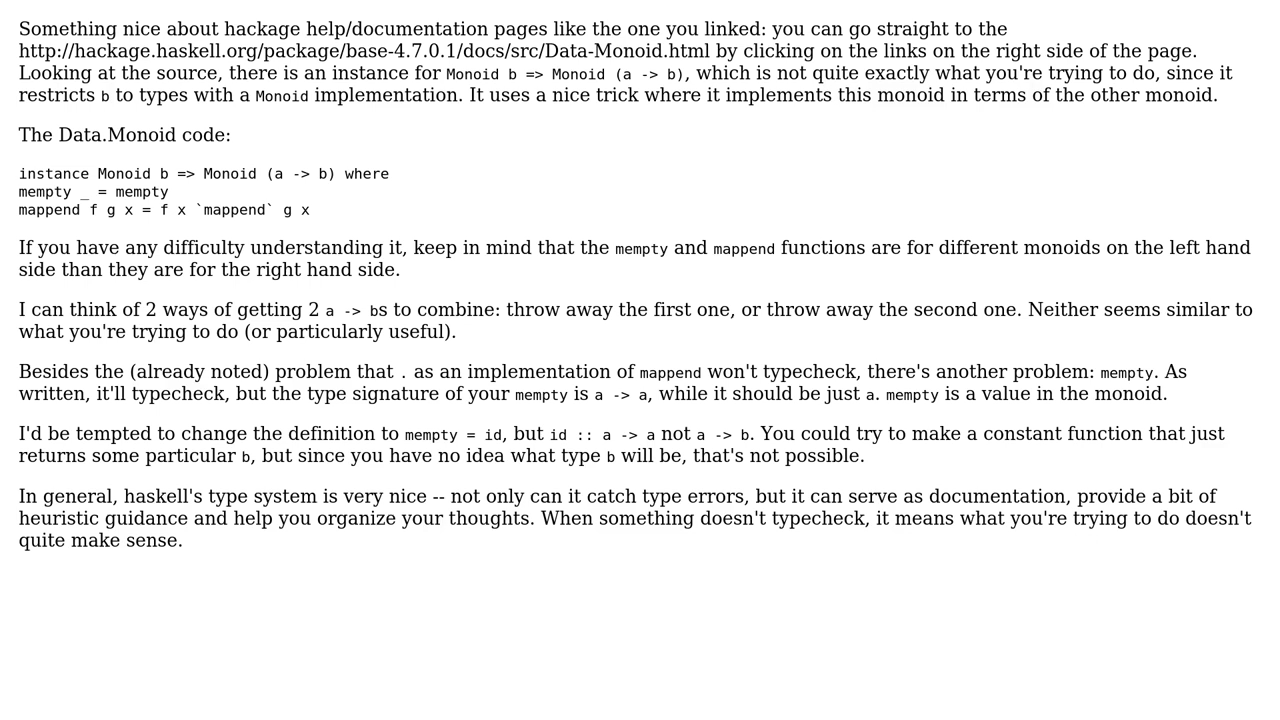 Something nice about hackage help/documentation pages like the one you linked: you can go straight to the
http://hackage.haskell.org/package/base-4.7.0.1/docs/src/Data-Monoid.html by clicking on the links on the right side of the page.
Looking at the source, there is an instance for Monoid b => Monoid (a -> b), which is not quite exactly what you're trying to do, since it
restricts b to types with a Monoid implementation. It uses a nice trick where it implements this monoid in terms of the other monoid.
The Data.Monoid code:
instance Monoid b => Monoid (a -> b) where
mempty _ = mempty
mappend f g x = f x `mappend` g x
If you have any difficulty understanding it, keep in mind that the mempty and mappend functions are for different monoids on the left hand
side than they are for the right hand side.
I can think of 2 ways of getting 2 a -> bs to combine: throw away the first one, or throw away the second one. Neither seems similar to
what you're trying to do (or particularly useful).
Besides the (already noted) problem that . as an implementation of mappend won't typecheck, there's another problem: mempty. As
written, it'll typecheck, but the type signature of your mempty is a -> a, while it should be just a. mempty is a value in the monoid.
I'd be tempted to change the definition to mempty = id, but id :: a -> a not a -> b. You could try to make a constant function that just
returns some particular b, but since you have no idea what type b will be, that's not possible.
In general, haskell's type system is very nice -- not only can it catch type errors, but it can serve as documentation, provide a bit of
heuristic guidance and help you organize your thoughts. When something doesn't typecheck, it means what you're trying to do doesn't
quite make sense.